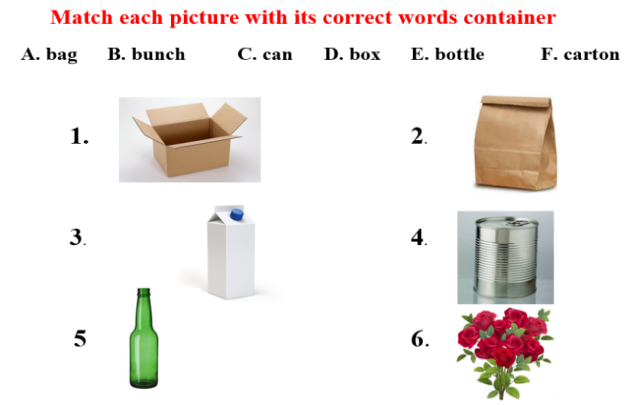 Match each picture with its correct words container
A. bag B. bunch C. can D. box E. bottle F. carton
1. 2.
3. 4.
5 6.